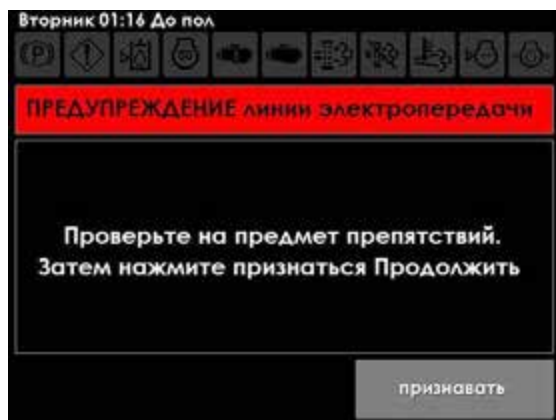 Вторник 01:16 До пол
ПРЕДУПРЕЖДЕНИЕ линии электропередачи
Проверьте на предмет препятствий.
Затем нажмите признаться Продолжить
признавать